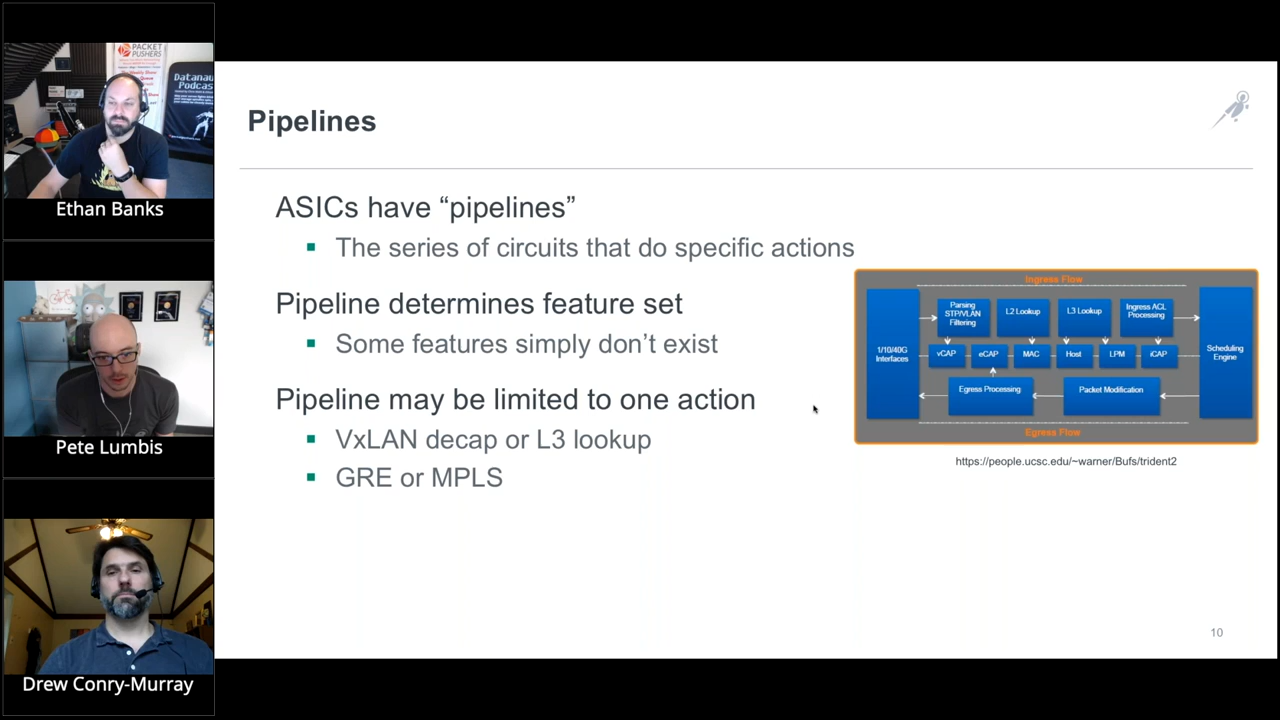 PACKET
PUSHERS
Datanau
Podca
Ethan Banks
Pete Lumbis
Drew Conry-Murray
Pipelines
ASICs have “pipelines”
▪ The series of circuits that do specific actions
Pipeline determines feature set
▪ Some features simply don’t exist
Pipeline may be limited to one action
▪ VxLAN decap or L3 lookup
▪ GRE or MPLS
Ingress Flow
1/10/40G
Interfaces
Parsing
STP/VLAN
Filtering
L2 Lookup
L3 Lookup
Ingress ACL
Processing
vCAP
eCAP
MAC
Host
LPM
iCAP
Scheduling
Engine
Egress Processing
Packet Modification
Egress Flow
https://people.ucsc.edu/~warner/Bufs/trident2
10